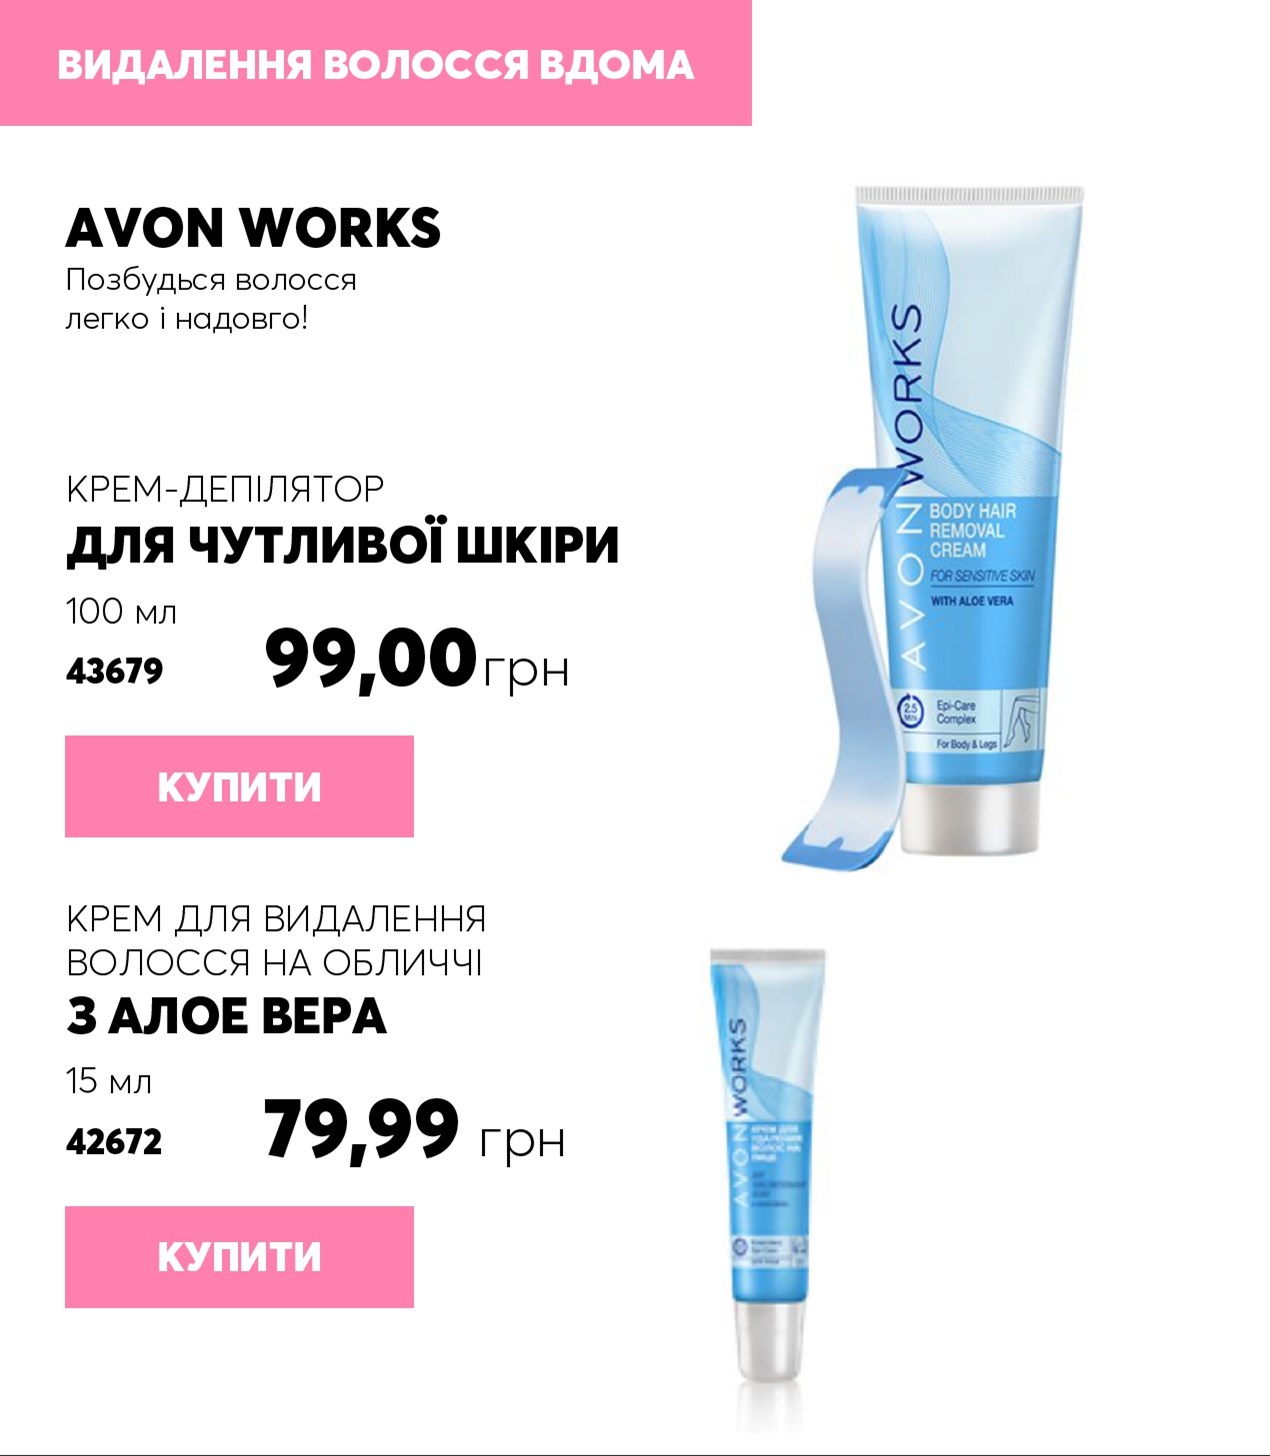 ВИДАЛЕННЯ ВОЛОССЯ ВДОМА
AVON WORKS
Позбудься волосся
легко і надовго!
КРЕМ-ДЕПІЛЯТОР
ДЛЯ ЧУТЛИВОЇ ШКІРИ
100 мл
43679
99,00 грн
КУПИТИ
AVON WORKS
BODY HAIR
REMOVAL
CREAM
FOR SENSITIVE SKIN
WITH ALOE VERA
2.5
MIN
Epi-Care
Complex
For Body & Legs
КРЕМ ДЛЯ ВИДАЛЕННЯ
ВОЛОССЯ НА ОБЛИЧЧІ
З АЛОЕ ВЕРА
15 мл
42672
79,99 грн
КУПИТИ
AVON WORKS